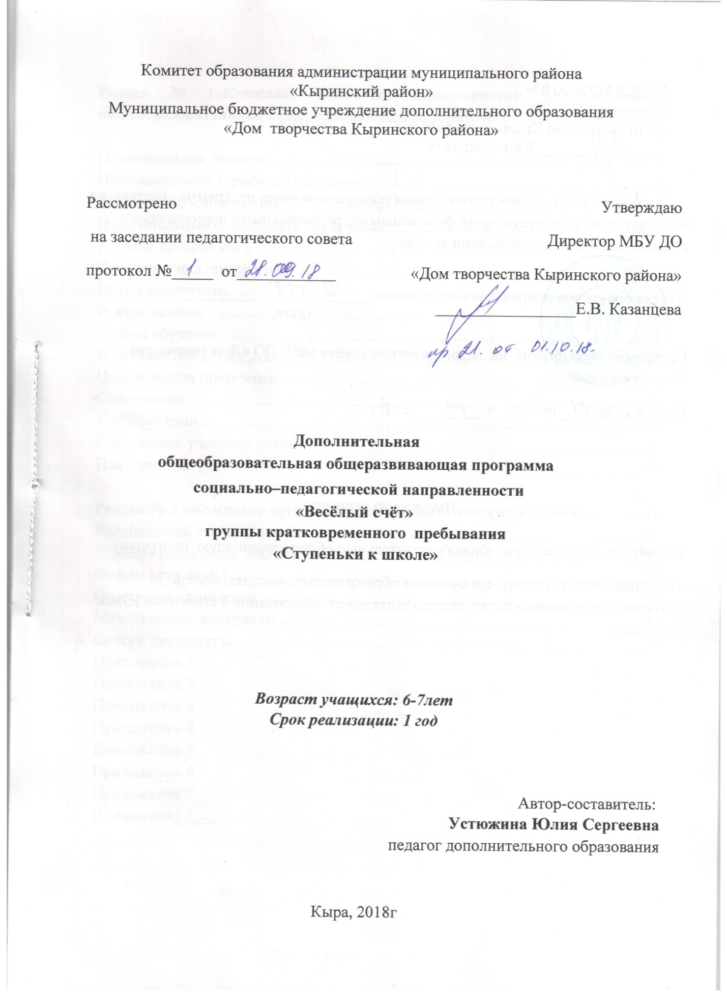 Комитет образования администрации муниципального района
«Кыринский район»
Муниципальное бюджетное учреждение дополнительного образования
«Дом творчества Кыринского района»
Рассмотрено
Утверждаю
на заседании педагогического совета
Директор МБУ ДО
протокол № 1 от 28.09.18
«Дом творчества Кыринского района»
Е.В. Казанцева
пр 21. от 01.10.18.
Дополнительная
общеобразовательная общеразвивающая программа
социально–педагогической направленности
«Весёлый счёт»
группы кратковременного пребывания
«Ступеньки к школе»
Возраст учащихся: 6-7лет
Срок реализации: 1 год
Автор-составитель:
Устюжина Юлия Сергеевна
педагог дополнительного образования
Кыра, 2018г